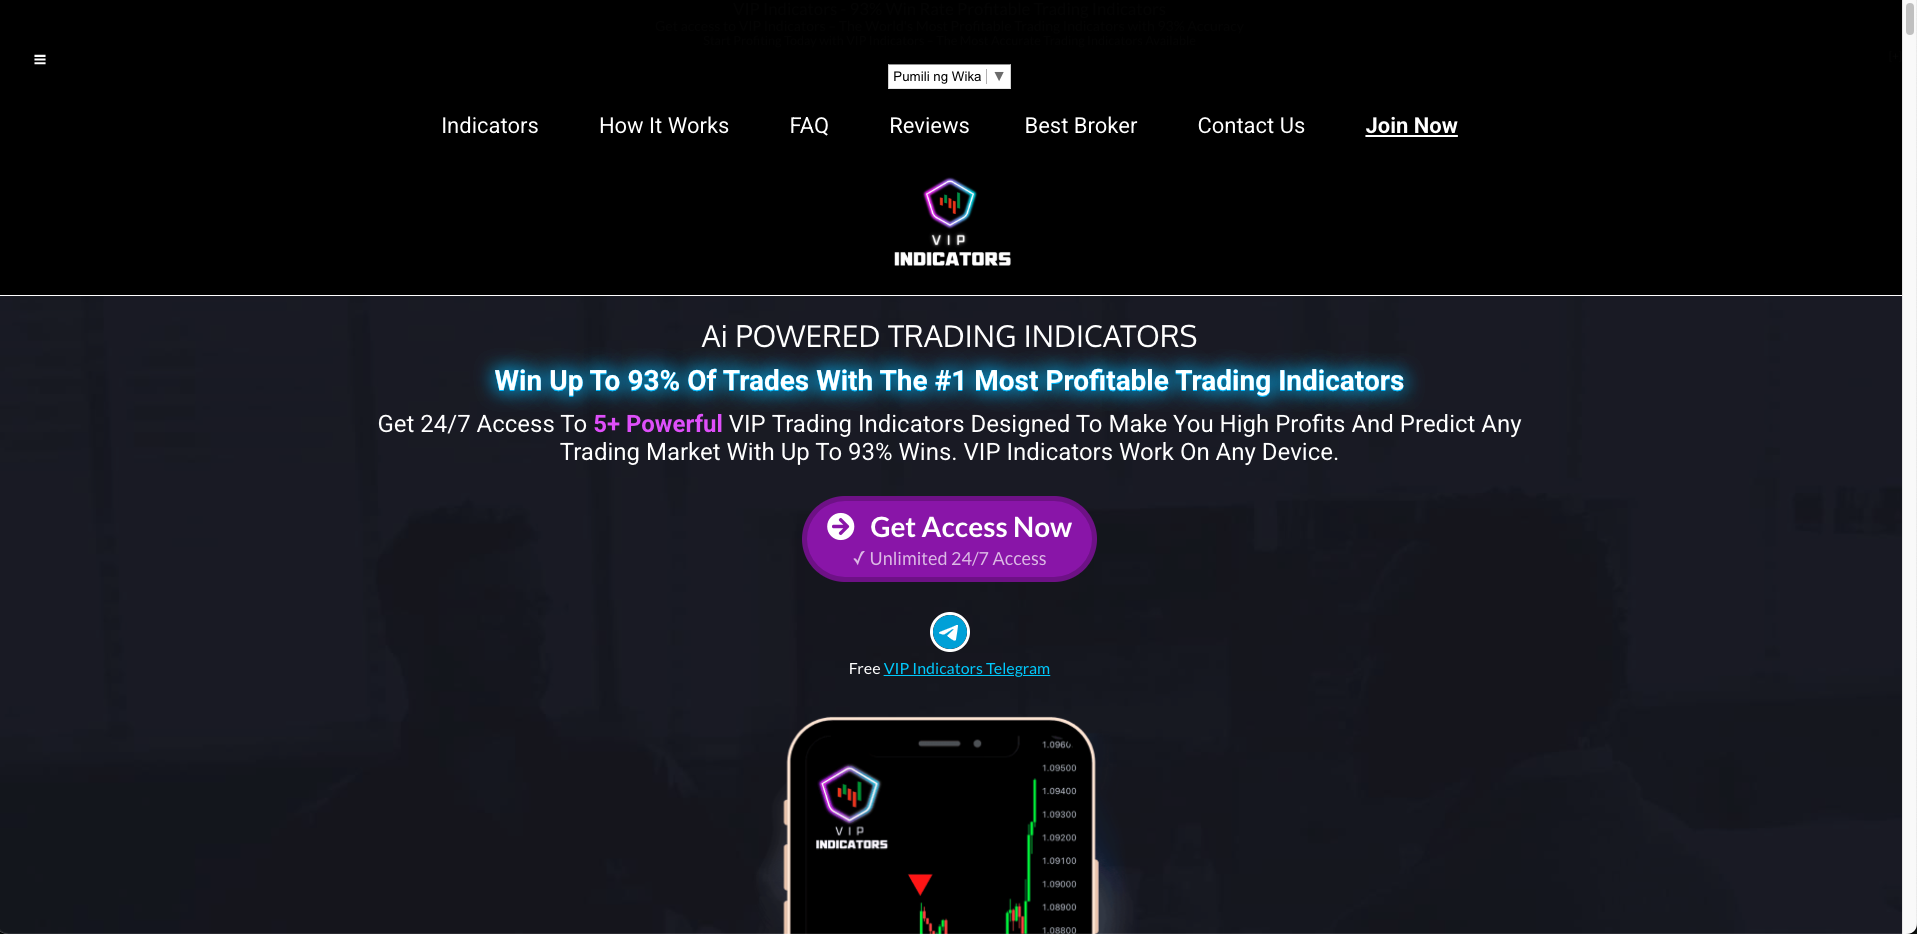 Pumili ng Wika ▼
Indicators How It Works FAQ Reviews Best Broker Contact Us Join Now
VIP
INDICATORS
Ai POWERED TRADING INDICATORS
Win Up To 93% Of Trades With The #1 Most Profitable Trading Indicators
Get 24/7 Access To 5+ Powerful VIP Trading Indicators Designed To Make You High Profits And Predict Any
Trading Market With Up To 93% Wins. VIP Indicators Work On Any Device.
Get Access Now
✓ Unlimited 24/7 Access
Free VIP Indicators Telegram
1.09500
1.09400
1.09300
VIP
1.09200
INDICATORS
1.09100
1.09000
1.08900
1.08800